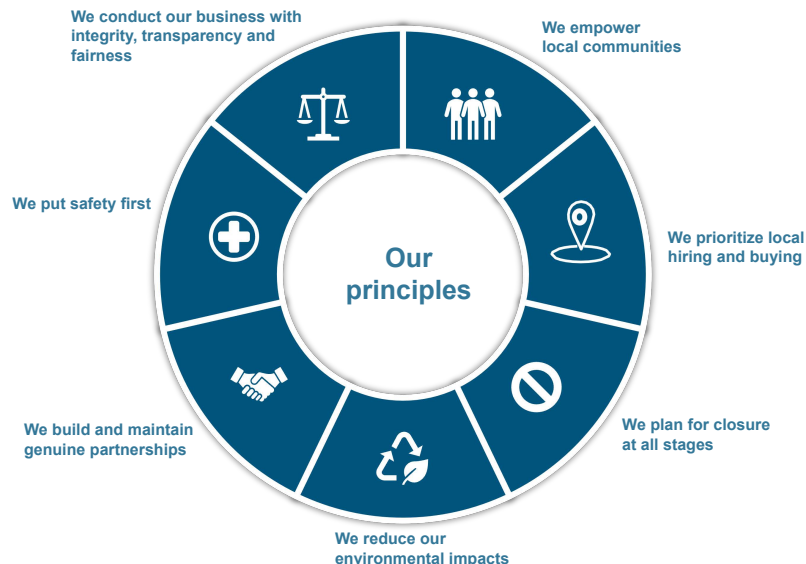 We conduct our business with
integrity, transparency and
fairness
We empower
local communities
We put safety first
We prioritize local
hiring and buying
Our
principles
We build and maintain
genuine partnerships
We plan for closure
at all stages
We reduce our
environmental impacts